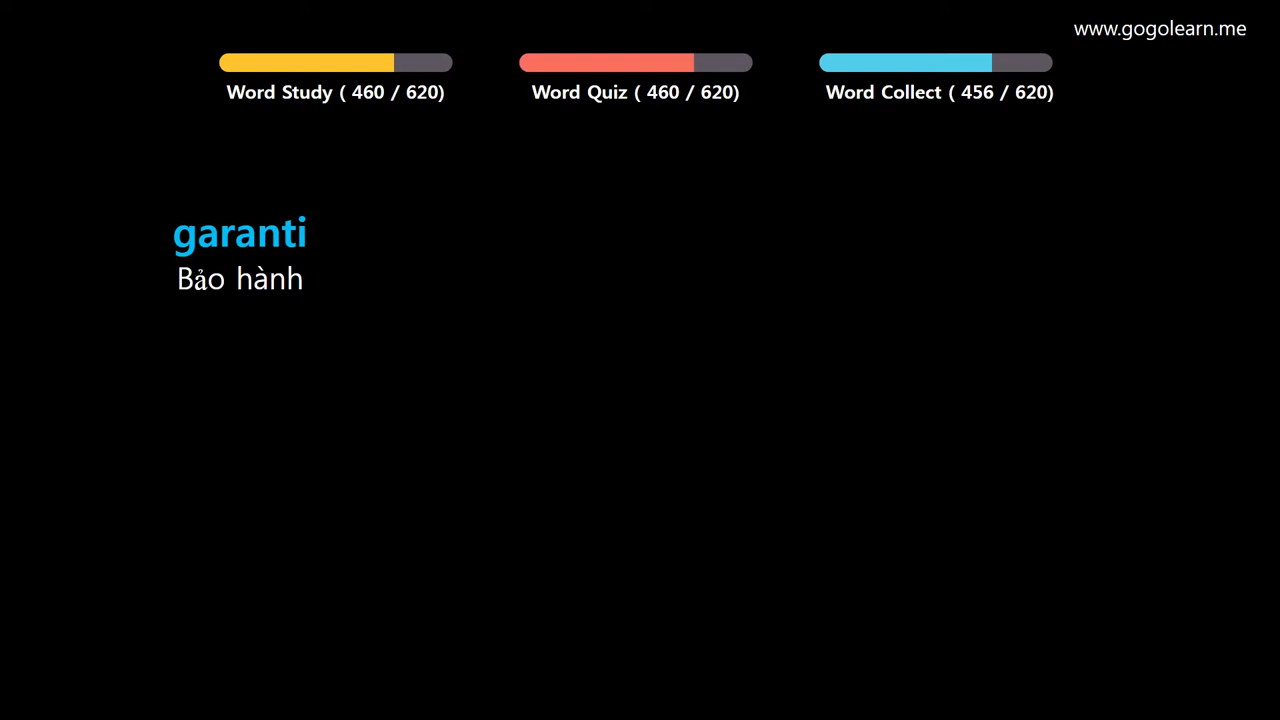 www.gogolearn.me
Word Study ( 460 / 620)
Word Quiz ( 460 / 620)
Word Collect ( 456 / 620)
garanti
Bảo hành